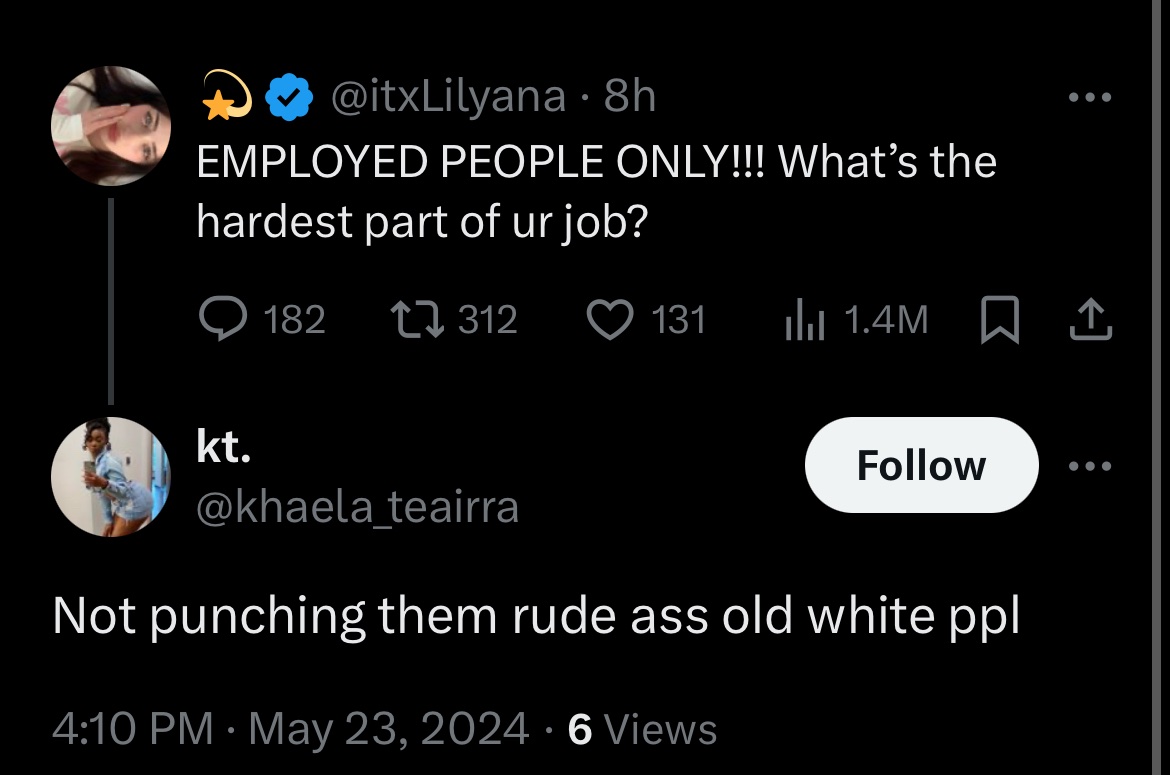 💫 @itxLilyana · 8h
EMPLOYED PEOPLE ONLY!!! What’s the
hardest part of ur job?
182 312 131 1.4M
kt.
Follow
@khaela_teairra
Not punching them rude ass old white ppl
4:10 PM · May 23, 2024 · 6 Views